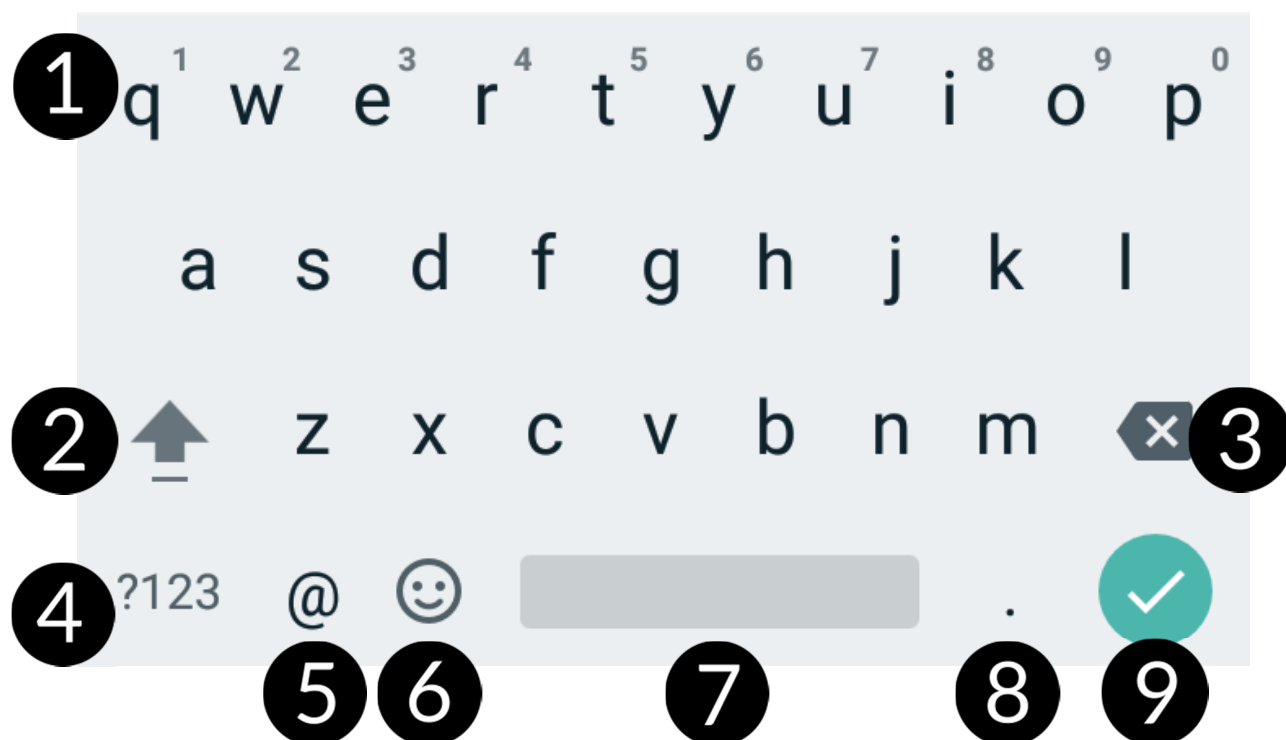 1 2 3 4 5 6 7 8 9 0
1 q w e r t y u i o p
a s d f g h j k l
2 z x c v b n m 3
4 ?123 @ .
5 6 7 8 9